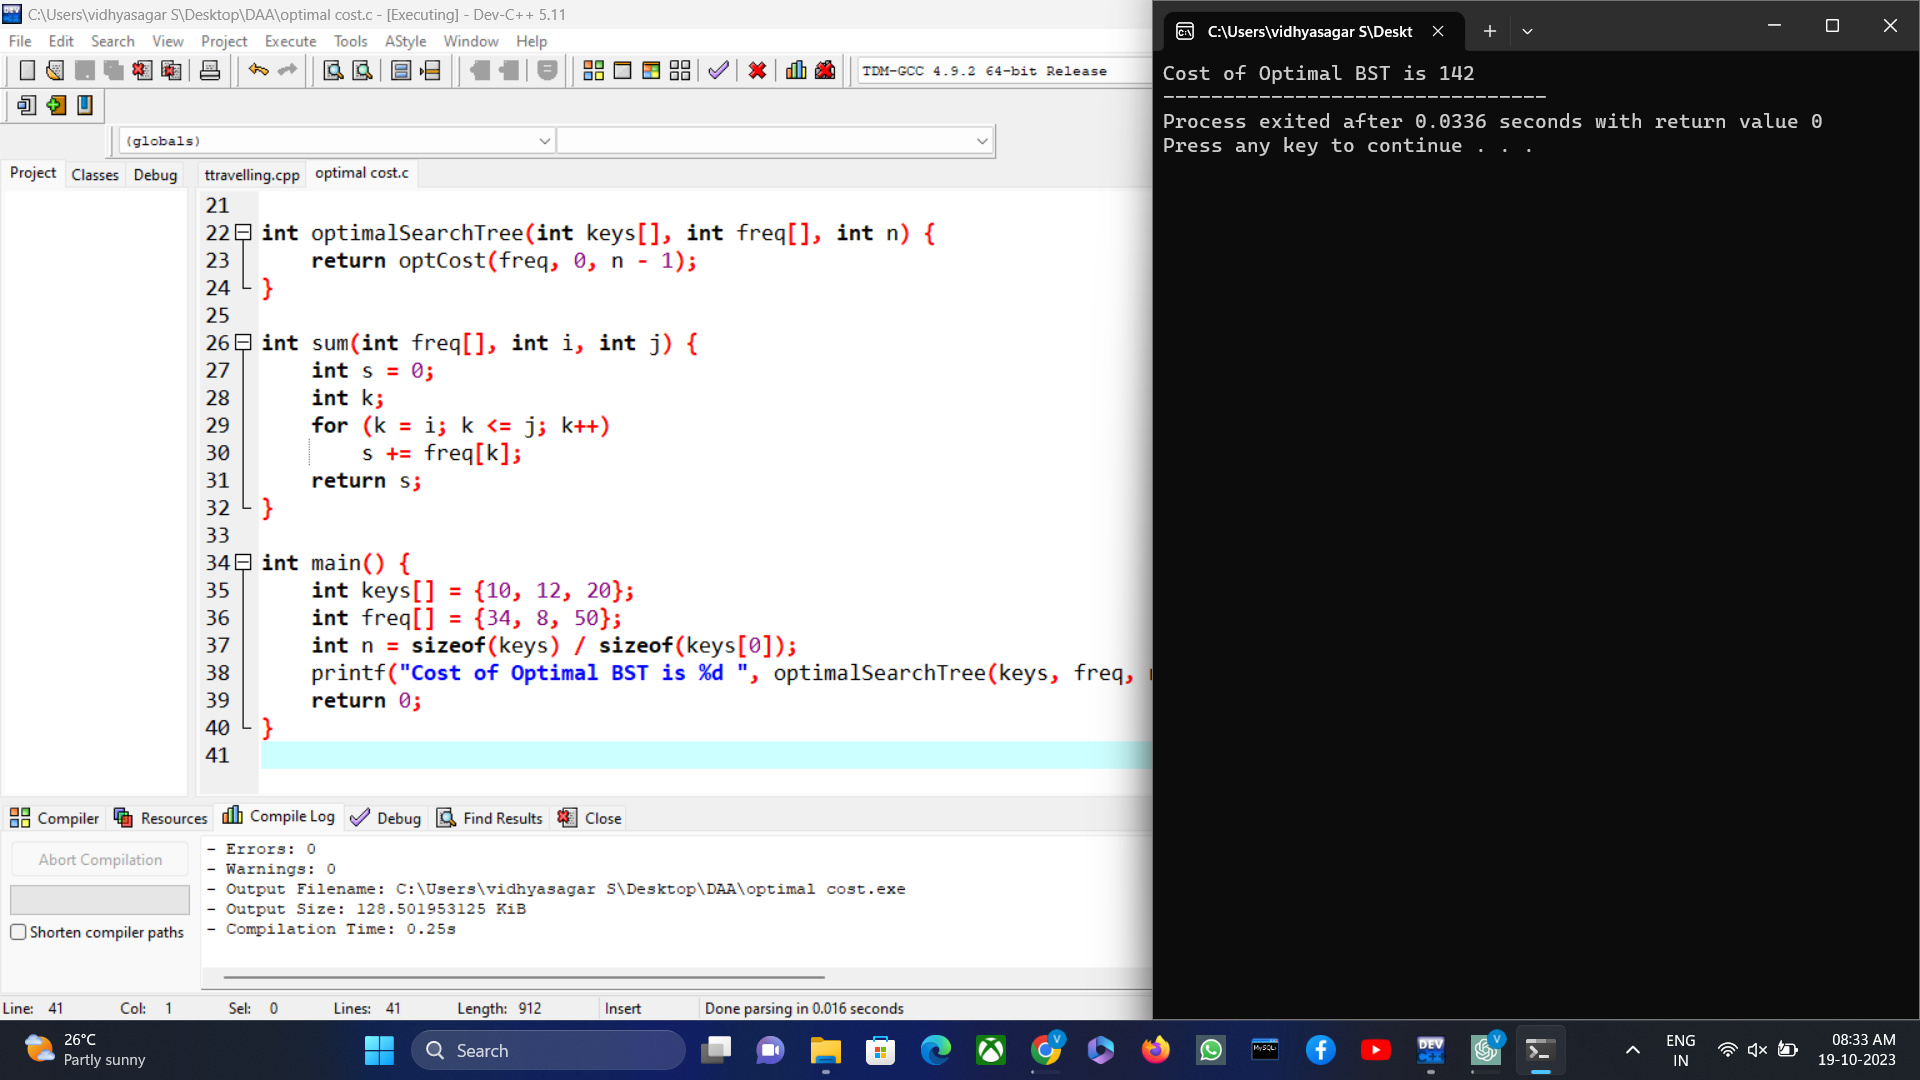 C:\Users\vidhyasagar S\Desktop\DAA\optimal cost.c - [Executing] - Dev-C++ 5.11
File Edit Search View Project Execute Tools AStyle Window Help
TDM-GCC 4.9.2 64-bit Release
(globals)
Project Classes Debug ttravelling.cpp optimal cost.c
21
22 int optimalSearchTree(int keys[], int freq[], int n) {
23 return optCost(freq, 0, n - 1);
24 }
25
26 int sum(int freq[], int i, int j) {
27 int s = 0;
28 int k;
29 for (k = i; k <= j; k++)
30 s += freq[k];
31 return s;
32 }
33
34 int main() {
35 int keys[] = {10, 12, 20};
36 int freq[] = {34, 8, 50};
37 int n = sizeof(keys) / sizeof(keys[0]);
38 printf("Cost of Optimal BST is %d ", optimalSearchTree(keys, freq,
39 return 0;
40 }
41
Compiler Resources Compile Log Debug Find Results Close
Abort Compilation
Shorten compiler paths
- Errors: 0
- Warnings: 0
- Output Filename: C:\Users\vidhyasagar S\Desktop\DAA\optimal cost.exe
- Output Size: 128.501953125 KiB
- Compilation Time: 0.25s
Line: 41 Col: 1 Sel: 0 Lines: 41 Length: 912 Insert Done parsing in 0.016 seconds
C:\Users\vidhyasagar S\Deskt
Cost of Optimal BST is 142
--------------------------------
Process exited after 0.0336 seconds with return value 0
Press any key to continue . . .
26°C
Partly sunny
Search
ENG
IN
08:33 AM
19-10-2023